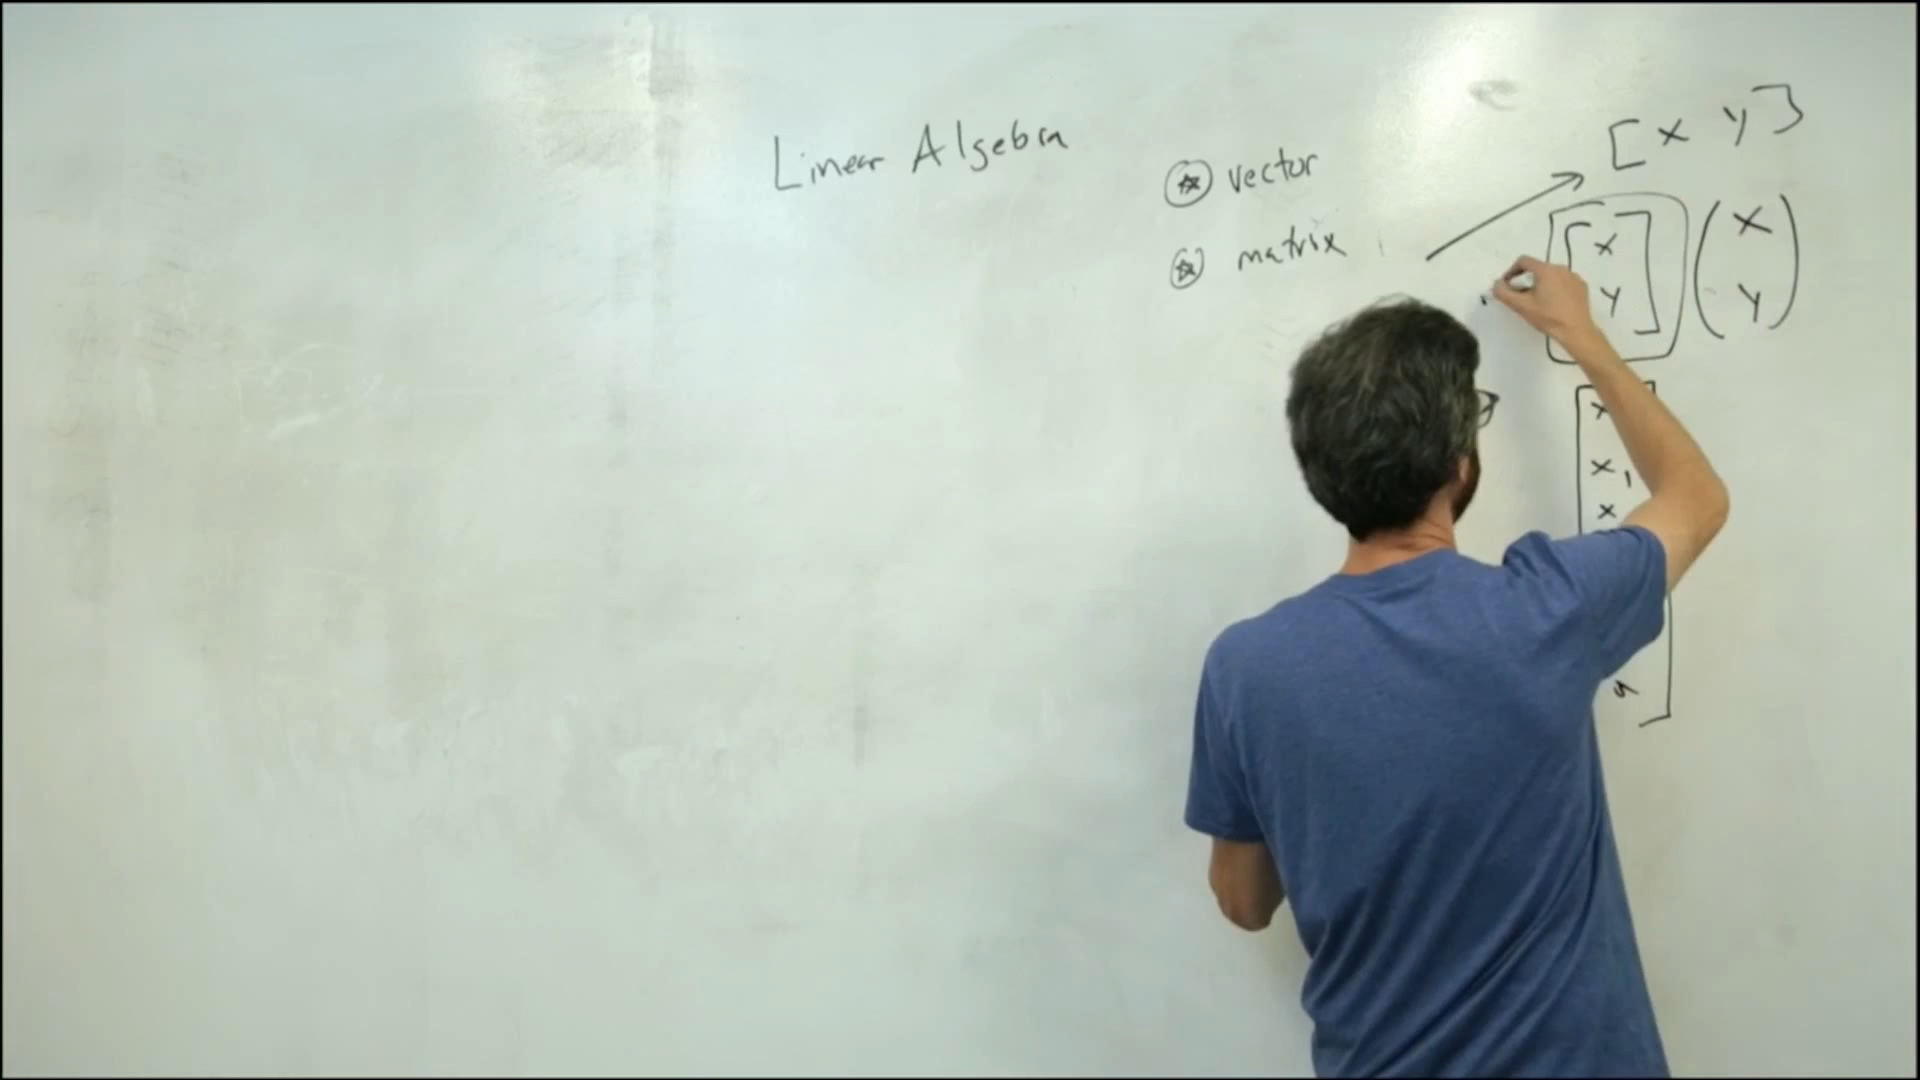 Linear Algebra
vector
matrix
[x y]
[x
y]
(x
y)
[x
x1
x
]